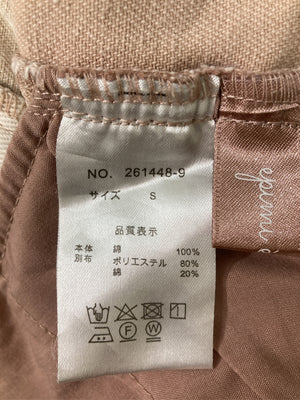 NO. 261448-9
サイズ S
品質表示
本体 綿 100%
別布 ポリエステル 80%
綿 20%
F W